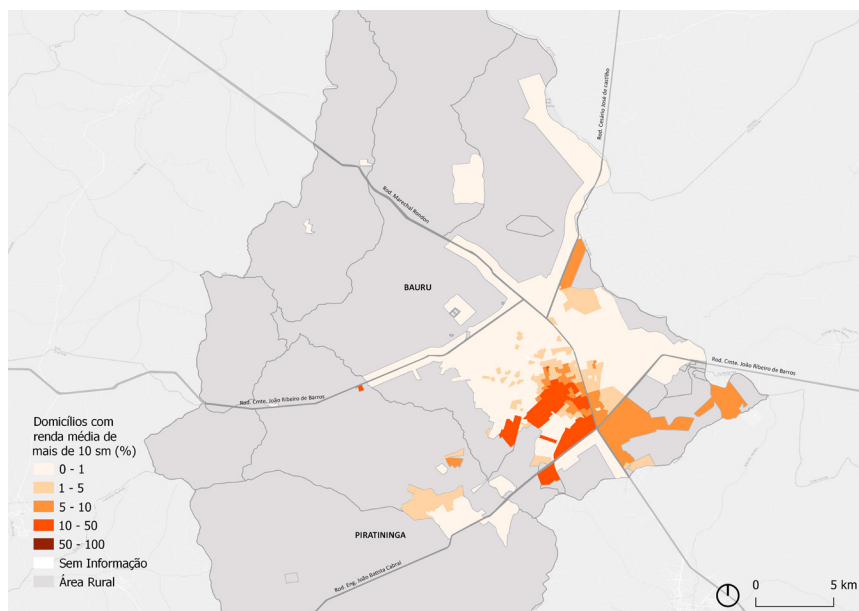 Rod. Cesário José de castilho
Rod. Marechal Rondon
BAURU
Rod. Cmte. João Ribeiro de Barros
Rod. Cmte. João Ribeiro de Barros
Domicílios com
renda média de
mais de 10 sm (%)
0 - 1
1 - 5
5 - 10
10 - 50
50 - 100
Sem Informação
Área Rural
PIRATININGA
Rod. Eng. João Batista Cabral
0 5 km